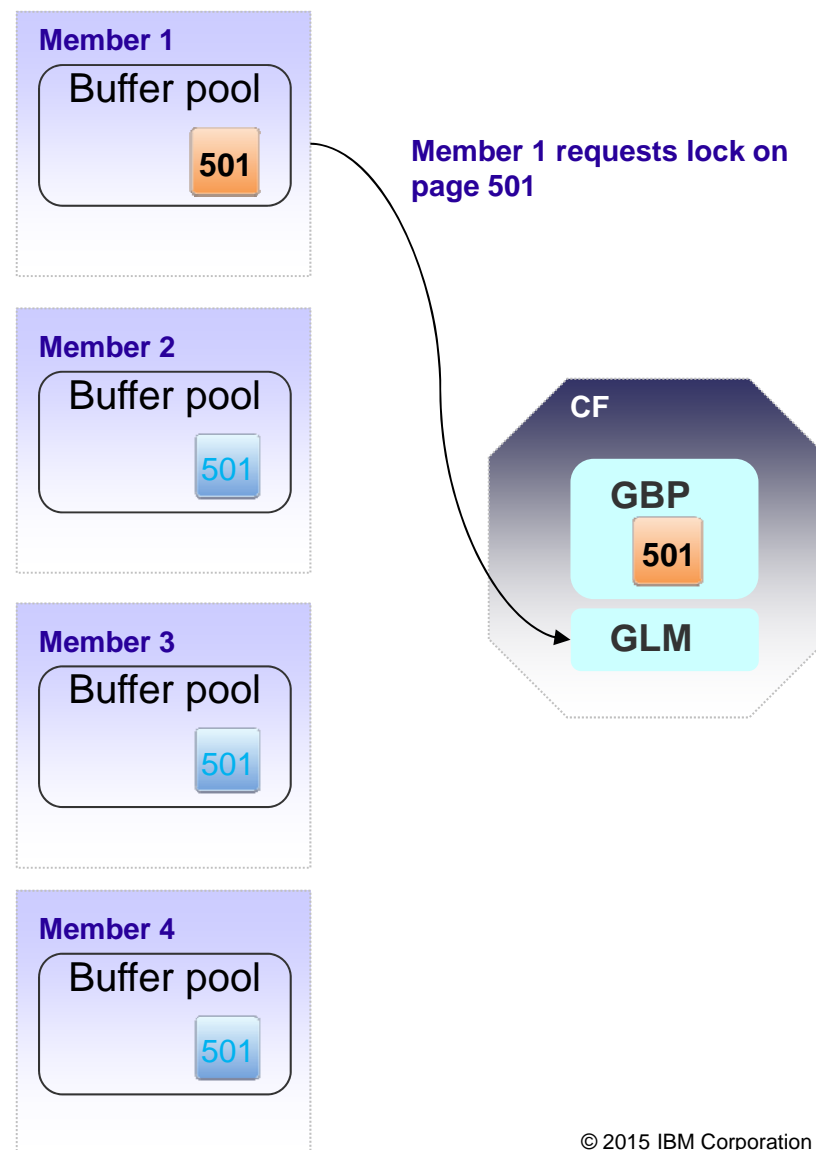 Member 1
Buffer pool
501
Member 1 requests lock on
page 501
Member 2
Buffer pool
501
CF
GBP
501
GLM
Member 3
Buffer pool
501
Member 4
Buffer pool
501
© 2015 IBM Corporation